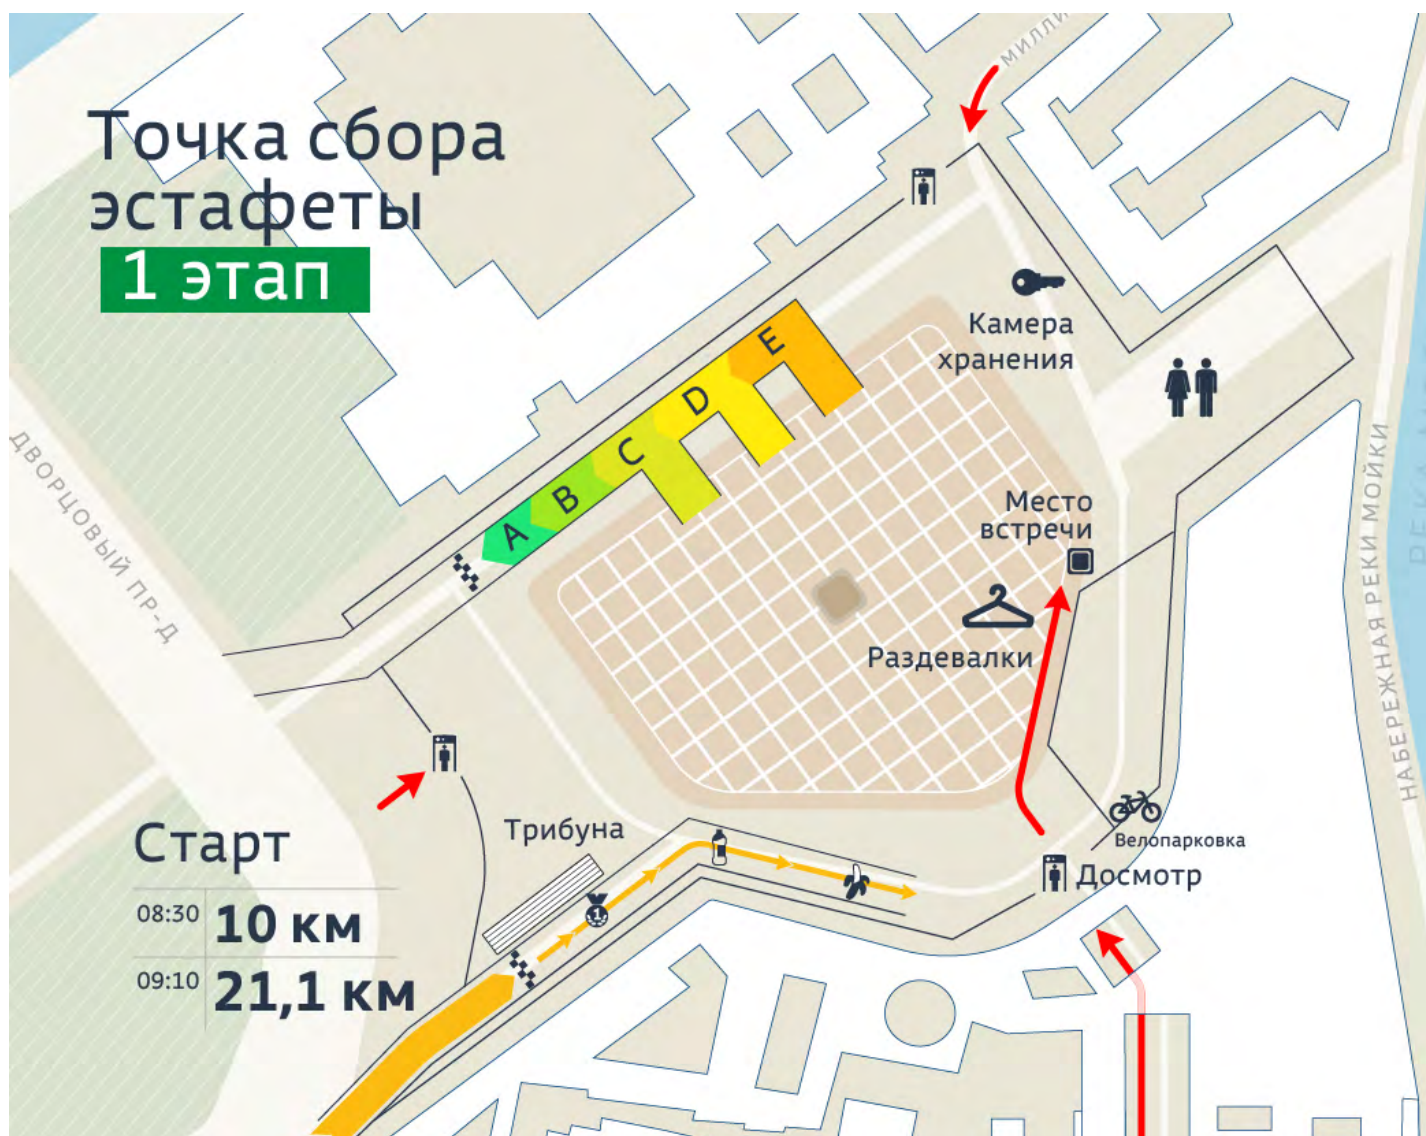 Точка сбора
эстафеты
1 этап
МИЛЛИ
Камера
хранения
E
D
C
B
A
Место
встречи
Раздевалки
ДВОРЦОВЫЙ ПР-Д
НАБЕРЕЖНАЯ РЕКИ МОЙКИ
Трибуна
1
Велопарковка
Досмотр
Старт
08:30 10 км
09:10 21,1 км